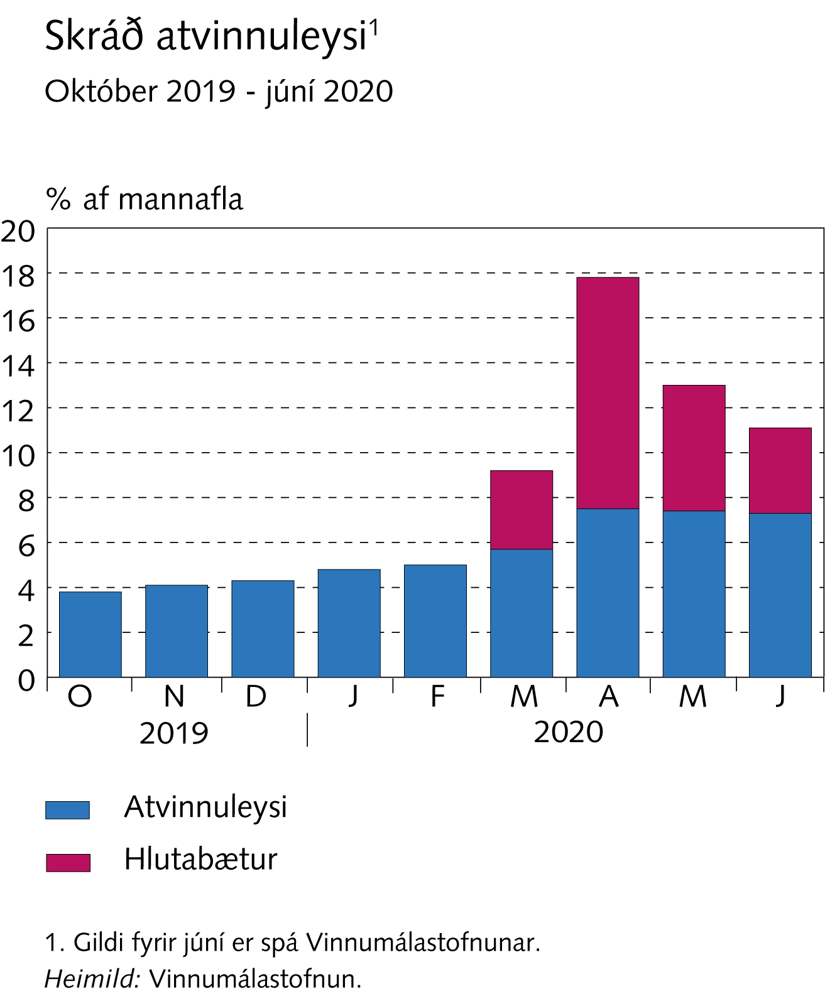 Skráð atvinnuleysi¹
Október 2019 - júní 2020
% af mannafla
20
18
16
14
12
10
8
6
4
2
0
O N D J F M A M J
2019 2020
Atvinnuleysi
Hlutabætur
1. Gildi fyrir júní er spá Vinnumálastofnunar.
Heimild: Vinnumálastofnun.